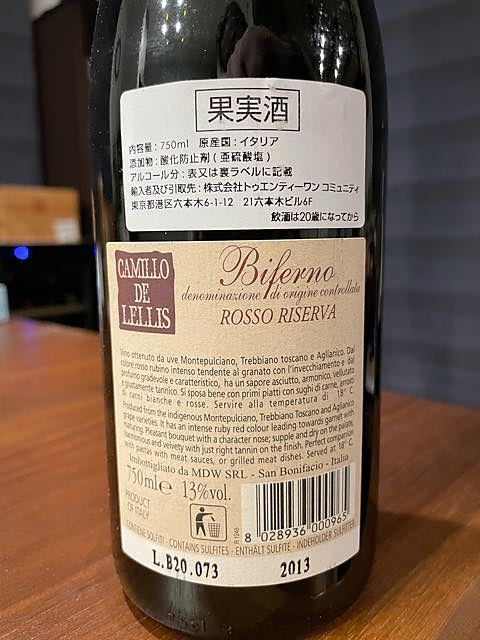 果実酒
内容量:750ml 原産国:イタリア
添加物:酸化防止剤(亜硫酸塩)
アルコール分:表又は裏ラベルに記載
輸入者及び引取先:株式会社トゥエンティーワン コミュニティ
東京都港区六本木6-1-12 21六本木ビル6F
飲酒は20歳になってから
CAMILLO
DE
LELLIS
Biferno
denominazione di origine controllata
ROSSO RISERVA
Vino ottenuto da uve Montepulciano, Trebbiano toscano e Aglianico. Dal
colore rosso rubino intenso tendente al granato con l'invecchiamento e dal
profumo gradevole e caratteristico, ha un sapore asciutto, armonico, vellutato
e giustamente tannico. Si sposa bene con primi piatti con sughi di carne, arrosti
di carni bianche e rosse. Servire alla temperatura di 18° C.
Produced from the indigenous Montepulciano, Trebbiano Toscano and Aglianico
grape varieties. It has an intense ruby red colour leading towards garnet with
maturing. Pleasant bouquet with a character nose; supple and dry on the palate,
harmonious and velvety with just right tannin on the finish. Perfect companion
with pastas with meat sauces, or grilled meat dishes. Served at 18° C.
Imbottigliato da MDW SRL - San Bonifacio - Italia
750ml e 13%vol.
PRODUCT
OF ITALY
R 1045
8 028936 000965
CONTIENE SOLFITI - CONTAINS SULFITES - ENTHÄLT SULFITE - INDEHOLDER SULFITTER
L.B20.073 2013